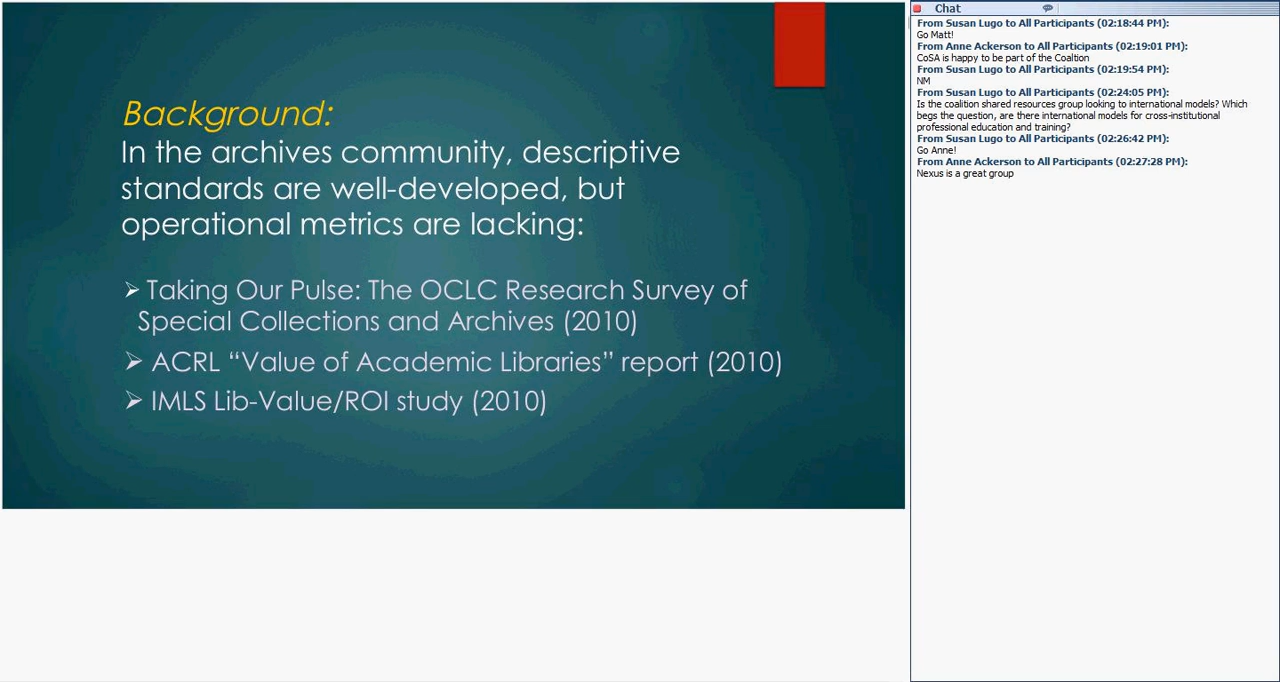 Background:
In the archives community, descriptive
standards are well-developed, but
operational metrics are lacking:
➢ Taking Our Pulse: The OCLC Research Survey of
Special Collections and Archives (2010)
➢ ACRL “Value of Academic Libraries” report (2010)
➢ IMLS Lib-Value/ROI study (2010)
Chat
From Susan Lugo to All Participants (02:18:44 PM):
Go Matt!
From Anne Ackerson to All Participants (02:19:01 PM):
CoSA is happy to be part of the Coaltion
From Susan Lugo to All Participants (02:19:54 PM):
NM
From Susan Lugo to All Participants (02:24:05 PM):
Is the coalition shared resources group looking to international models? Which
begs the question, are there international models for cross-institutional
professional education and training?
From Susan Lugo to All Participants (02:26:42 PM):
Go Anne!
From Anne Ackerson to All Participants (02:27:28 PM):
Nexus is a great group